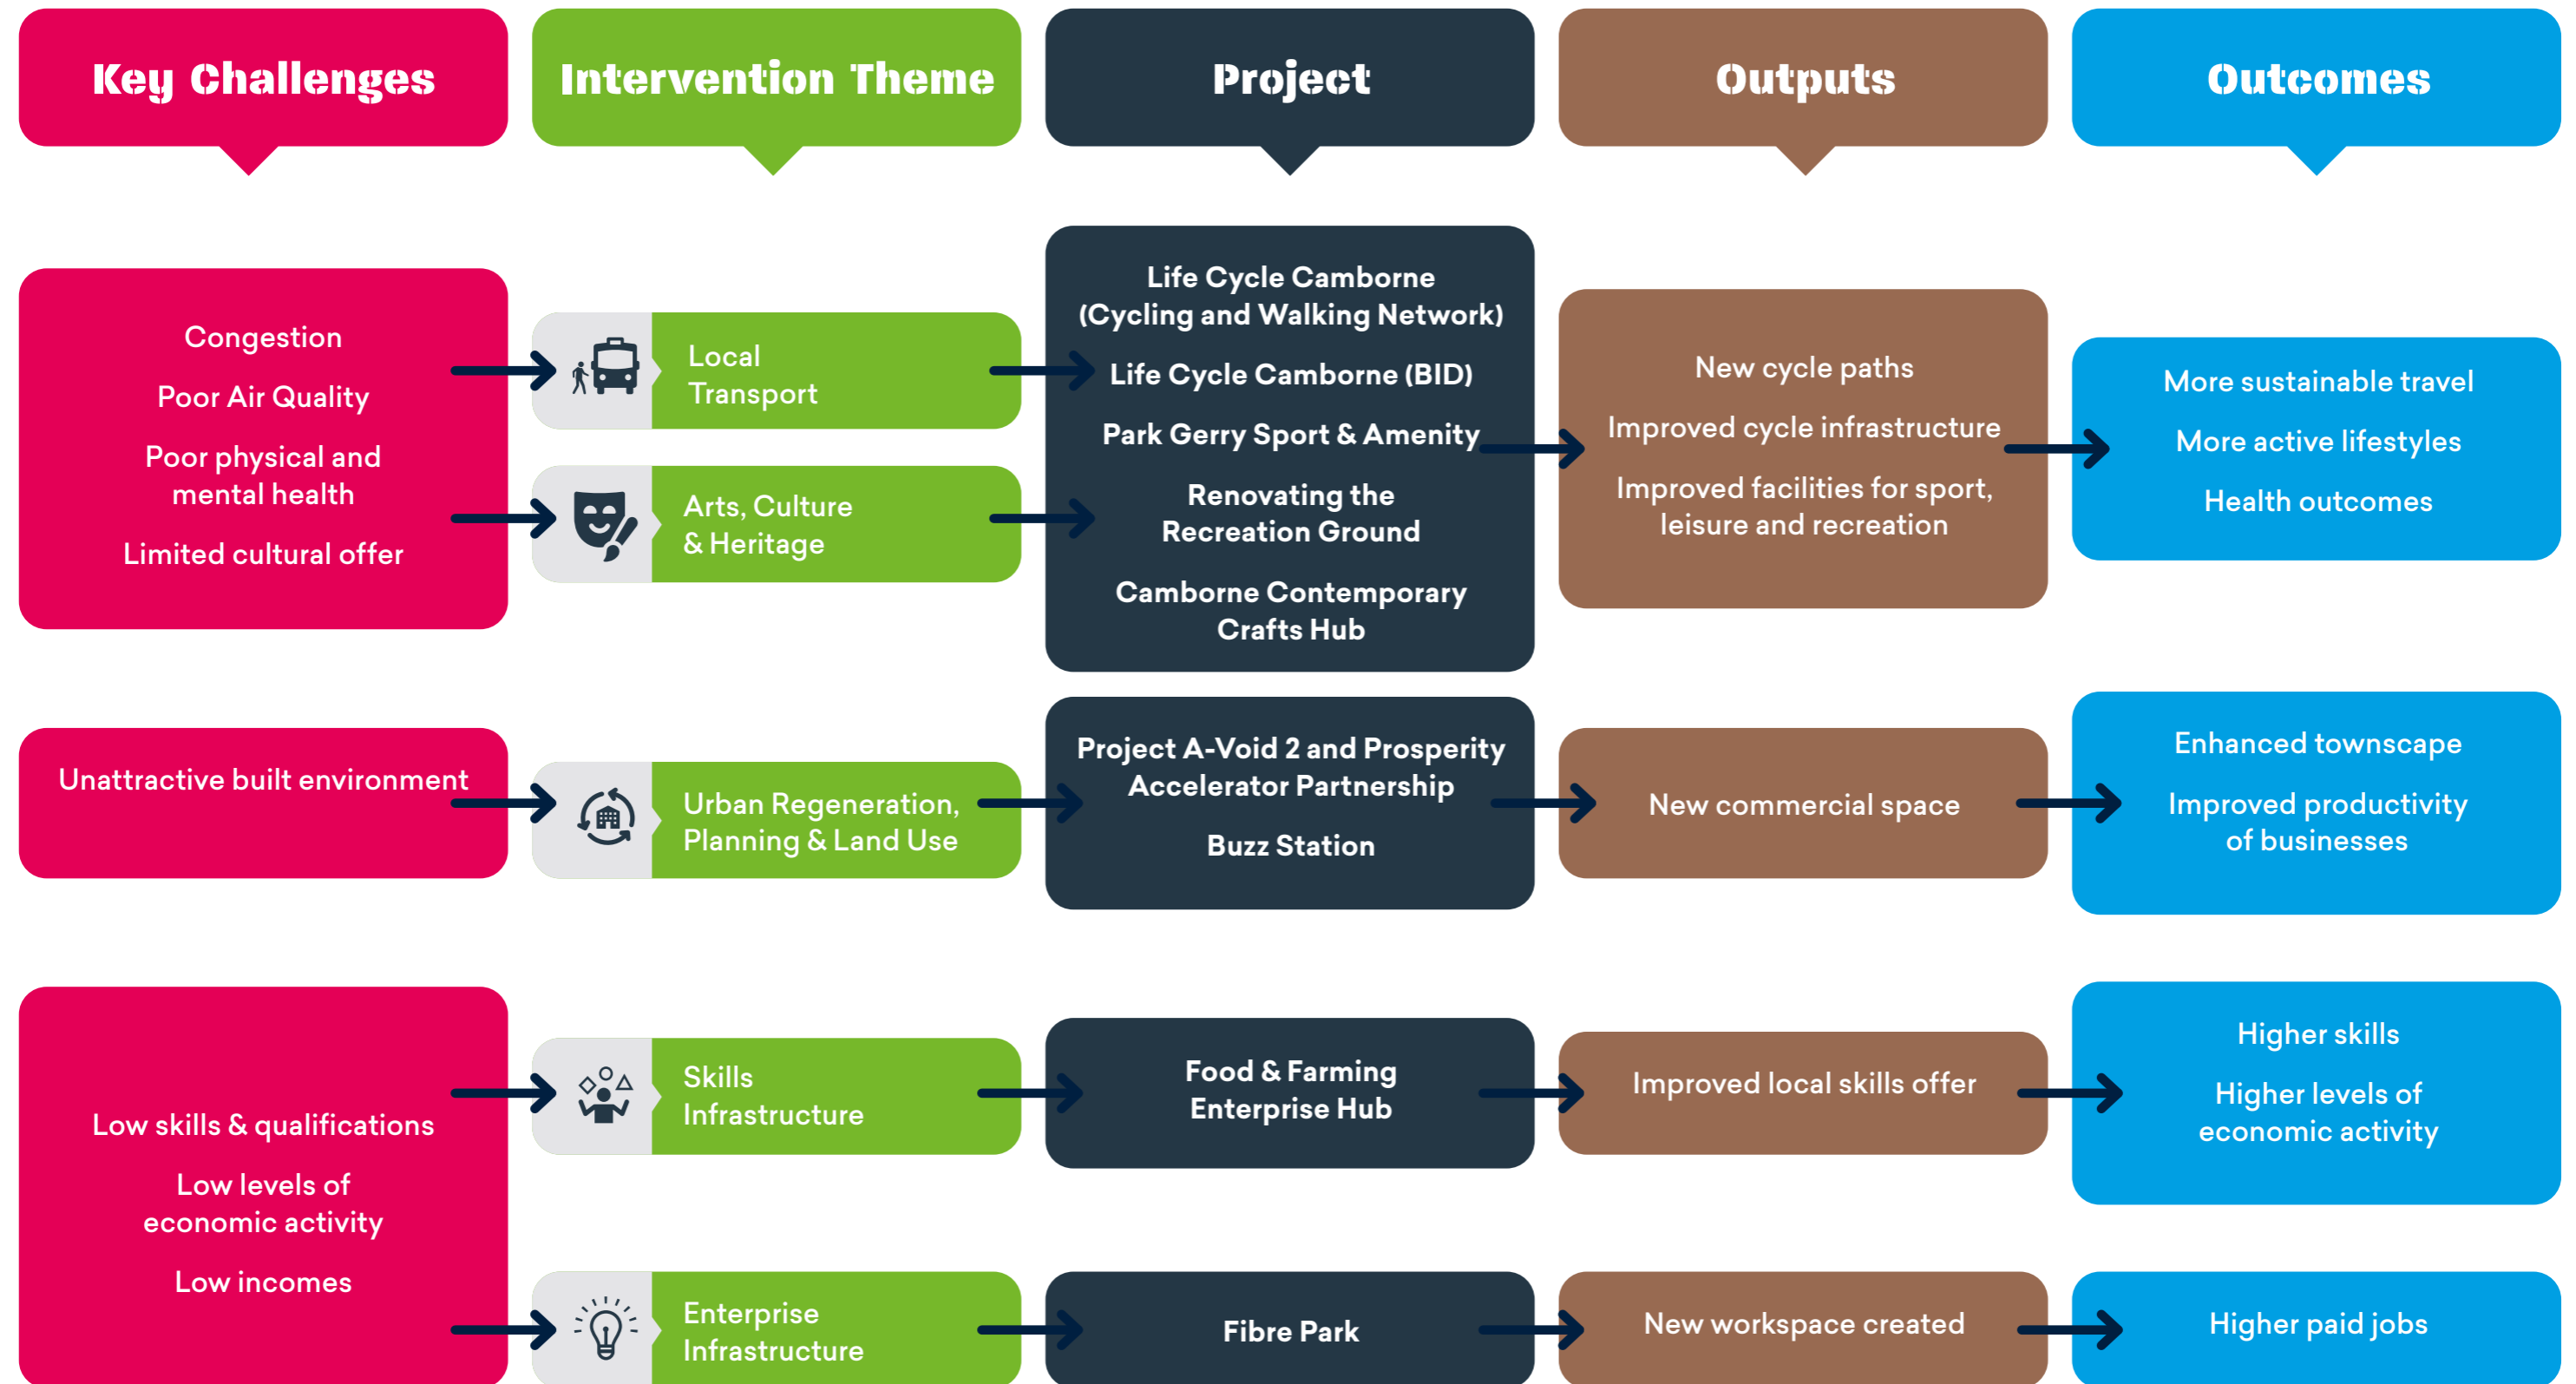 Key Challenges
Intervention Theme
Project
Outputs
Outcomes
Congestion
Poor Air Quality
Poor physical and
mental health
Limited cultural offer
Local
Transport
Arts, Culture
& Heritage
Life Cycle Camborne
(Cycling and Walking Network)
Life Cycle Camborne (BID)
Park Gerry Sport & Amenity
Renovating the
Recreation Ground
Camborne Contemporary
Crafts Hub
New cycle paths
Improved cycle infrastructure
Improved facilities for sport,
leisure and recreation
More sustainable travel
More active lifestyles
Health outcomes
Unattractive built environment
Urban Regeneration,
Planning & Land Use
Project A-Void 2 and Prosperity
Accelerator Partnership
Buzz Station
New commercial space
Enhanced townscape
Improved productivity
of businesses
Low skills & qualifications
Low levels of
economic activity
Low incomes
Skills
Infrastructure
Food & Farming
Enterprise Hub
Improved local skills offer
Higher skills
Higher levels of
economic activity
Enterprise
Infrastructure
Fibre Park
New workspace created
Higher paid jobs